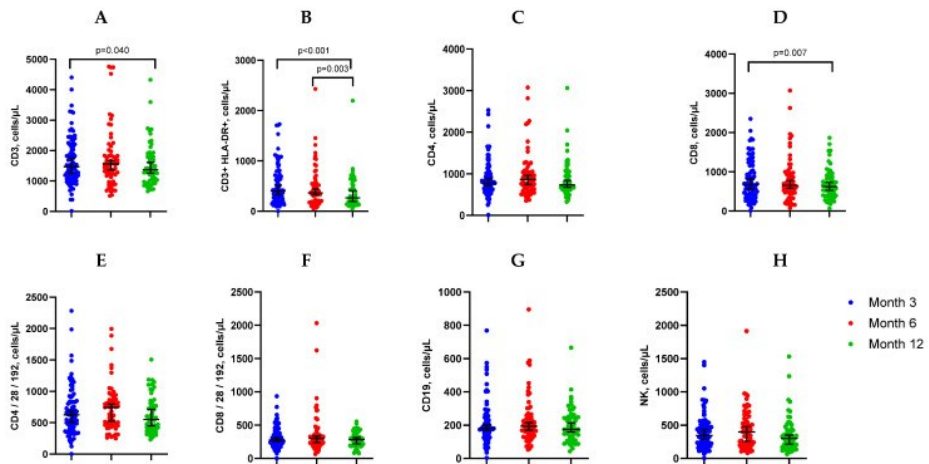 A
B
C
D
p=0.040
p<0.001
p=0.003
p=0.007
CD3, cells/µL
5000
4000
3000
2000
1000
0
CD3+ HLA-DR+, cells/µL
3000
2000
1000
0
CD4, cells/µL
4000
3000
2000
1000
0
CD8, cells/µL
4000
3000
2000
1000
0
E
F
G
H
CD4 / 28 / 192, cells/µL
2500
2000
1500
1000
500
0
CD8 / 28 / 192, cells/µL
2500
2000
1500
1000
500
0
CD19, cells/µL
1000
800
600
400
200
0
NK, cells/µL
2500
2000
1500
1000
500
0
Month 3
Month 6
Month 12